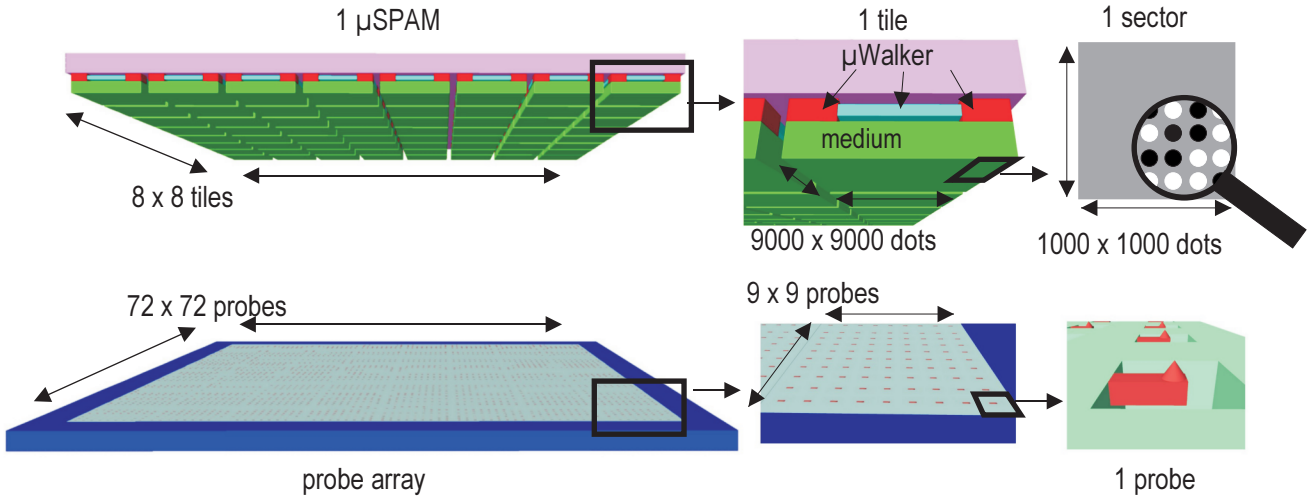 1 µSPAM
1 tile
1 sector
µWalker
medium
8 x 8 tiles
9000 x 9000 dots
1000 x 1000 dots
72 x 72 probes
9 x 9 probes
probe array
1 probe